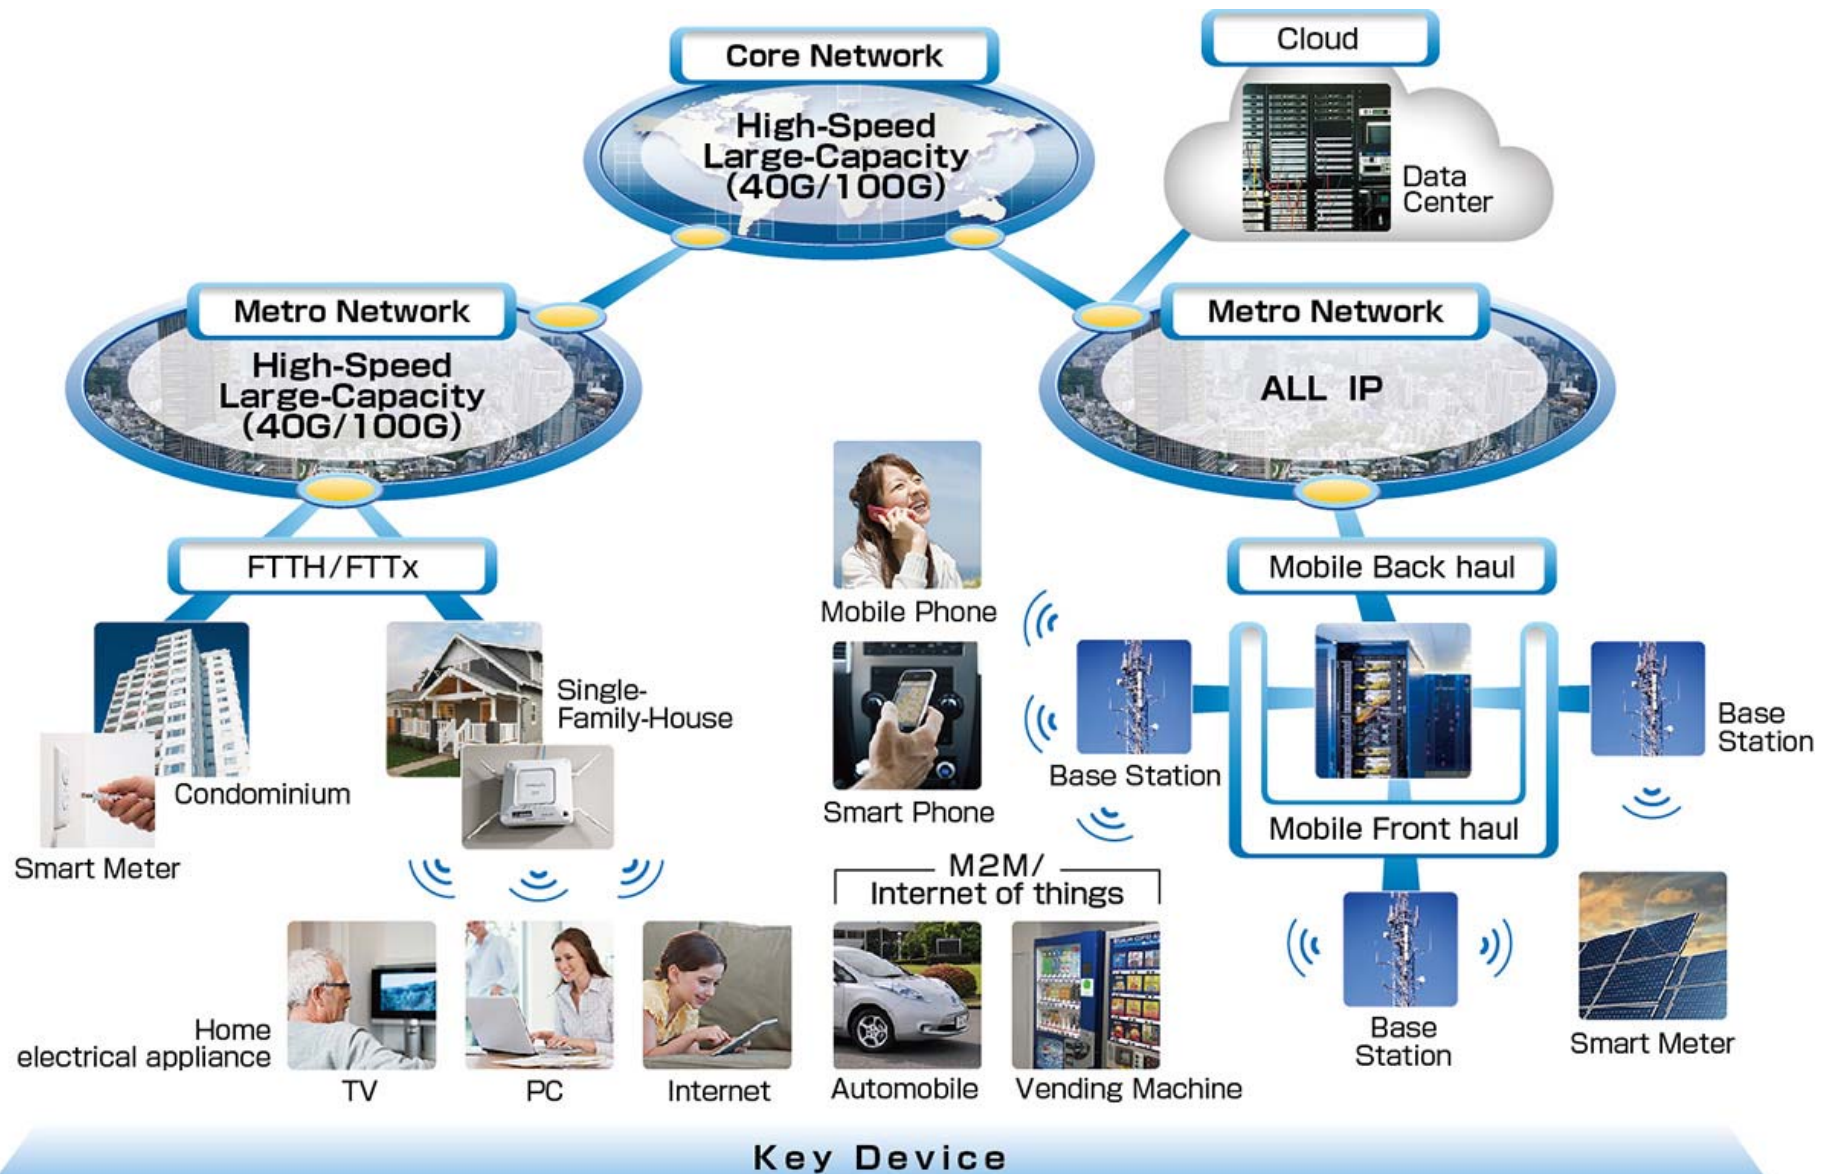 Core Network
High-Speed
Large-Capacity
(40G/100G)
Cloud
Data
Center
Metro Network
High-Speed
Large-Capacity
(40G/100G)
Metro Network
ALL IP
FTTH/FTTx
Mobile Back haul
Mobile Phone
Single-
Family-House
Base
Station
Condominium
Base Station
Smart Phone
Mobile Front haul
Smart Meter
M2M/
Internet of things
Home
electrical appliance
TV
PC
Internet
Automobile
Vending Machine
Base
Station
Smart Meter
Key Device